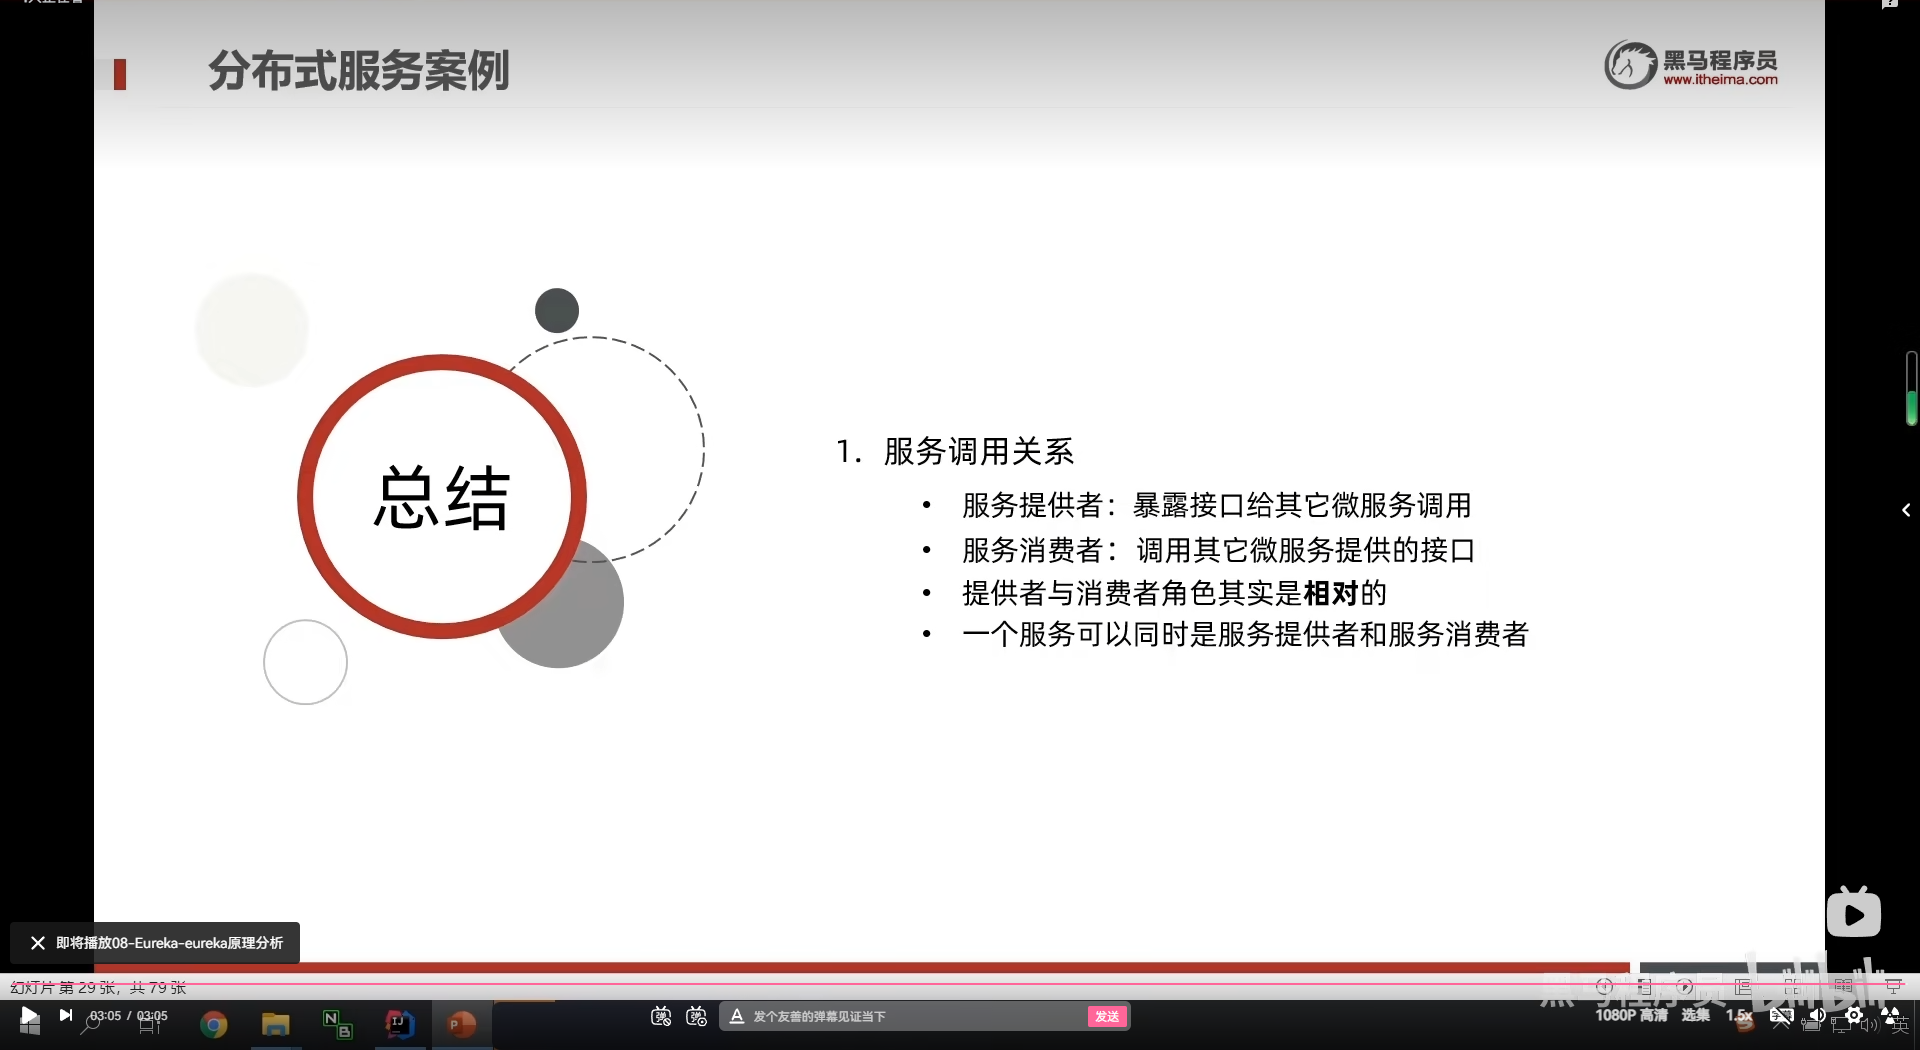 分布式服务案例
黑马程序员
www.itheima.com
总结
1. 服务调用关系
• 服务提供者：暴露接口给其它微服务调用
• 服务消费者：调用其它微服务提供的接口
• 提供者与消费者角色其实是相对的
• 一个服务可以同时是服务提供者和服务消费者
即将播放08-Eureka-eureka原理分析
幻灯片 第 29 张，共 79 张
黑马程序员
bilibili
03:05 / 03:05
发个友善的弹幕见证当下
发送
1080P 高清
选集
1.5x
英